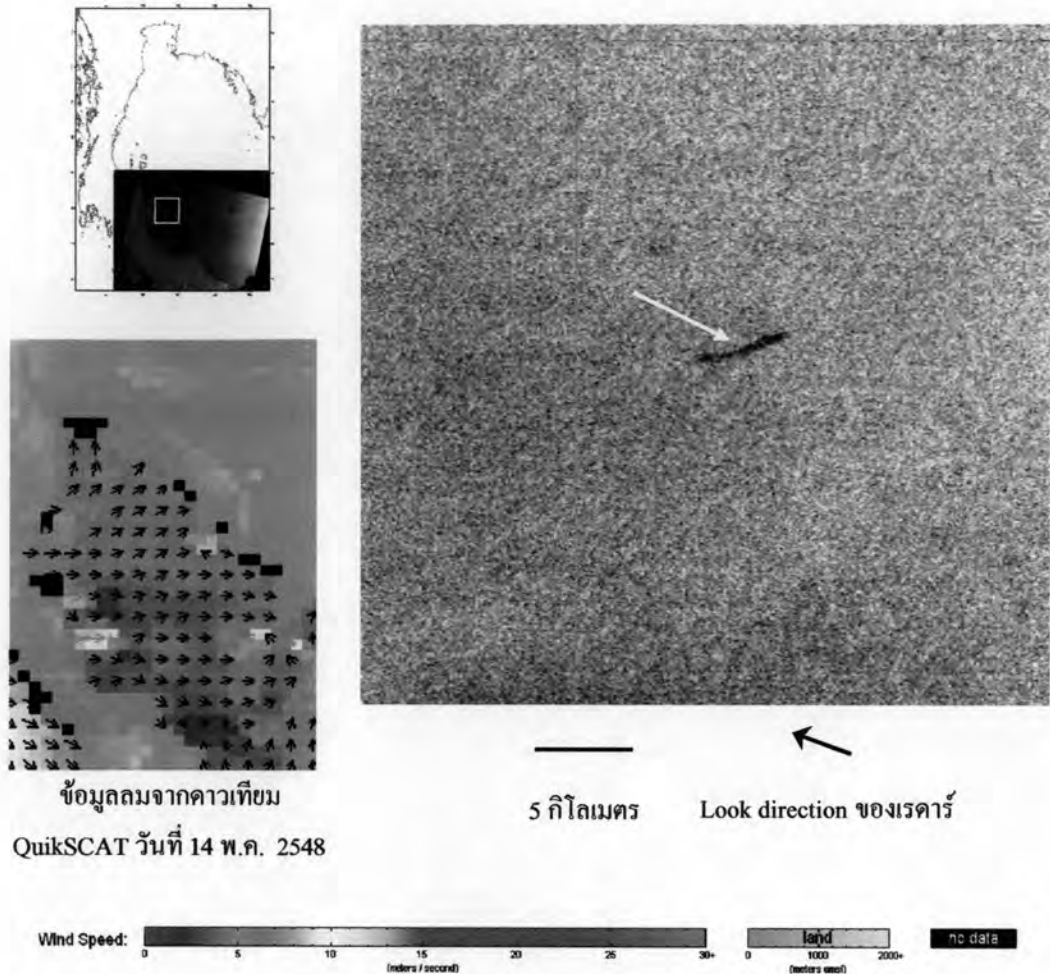 ข้อมูลลมจากดาวเทียม
QuikSCAT วันที่ 14 พ.ค. 2548
5 กิโลเมตร
Look direction ของเรดาร์
Wind Speed:
0 5 10 15 20 25 30+
(meters / second)
land
0 1000 2000+
no data